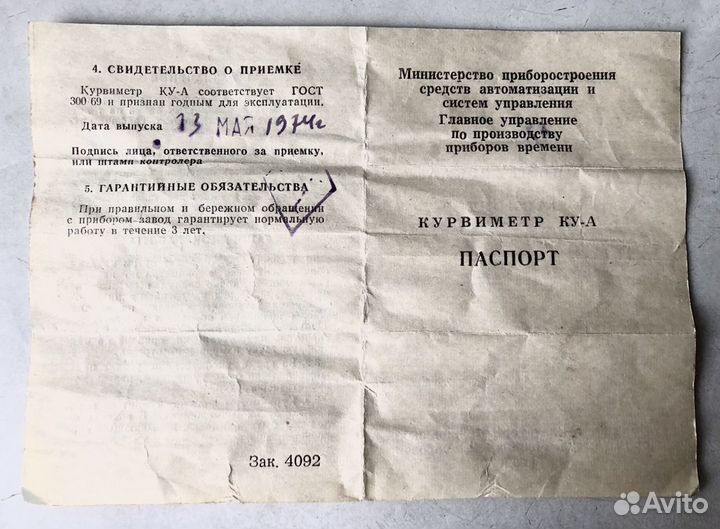 4. СВИДЕТЕЛЬСТВО О ПРИЕМКЕ
Курвиметр КУ-А соответствует ГОСТ
300 69 и признан годным для эксплуатации.
Дата выпуска 13 МАЯ 1974г
Подпись лица, ответственного за приемку,
или штамп контролера
5. ГАРАНТИЙНЫЕ ОБЯЗАТЕЛЬСТВА
При правильном и бережном обращении
с прибором завод гарантирует нормальную
работу в течение 3 лет.
Зак. 4092
Министерство приборостроения
средств автоматизации и
систем управления
Главное управление
по производству
приборов времени
КУРВИМЕТР КУ-А
ПАСПОРТ
Avito